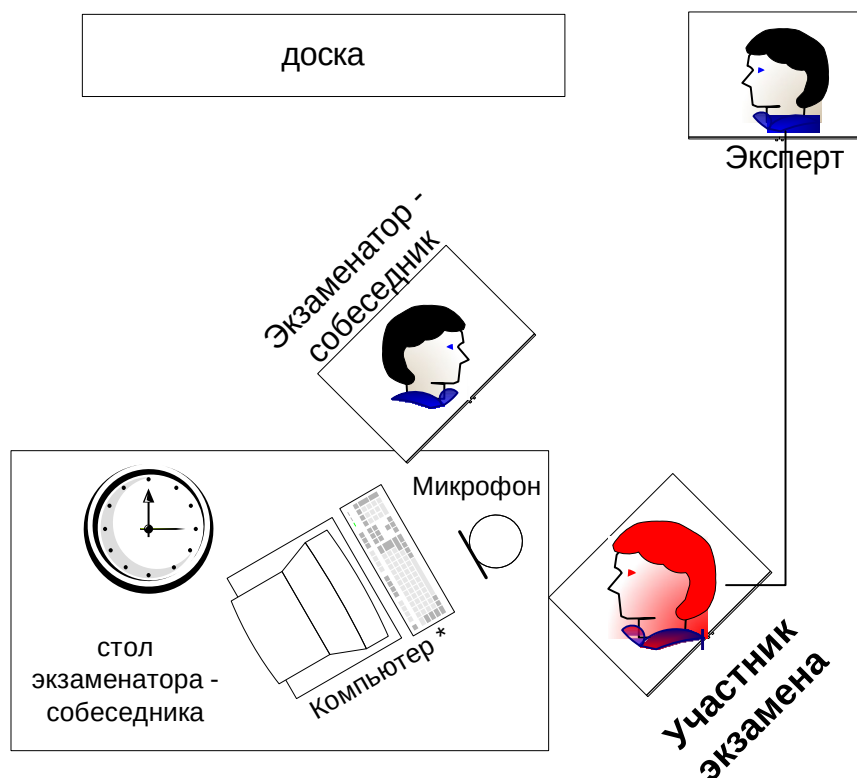 доска
Эксперт
Экзаменатор -
собеседник
Микрофон
Компьютер *
стол
экзаменатора -
собеседника
Участник
экзамена